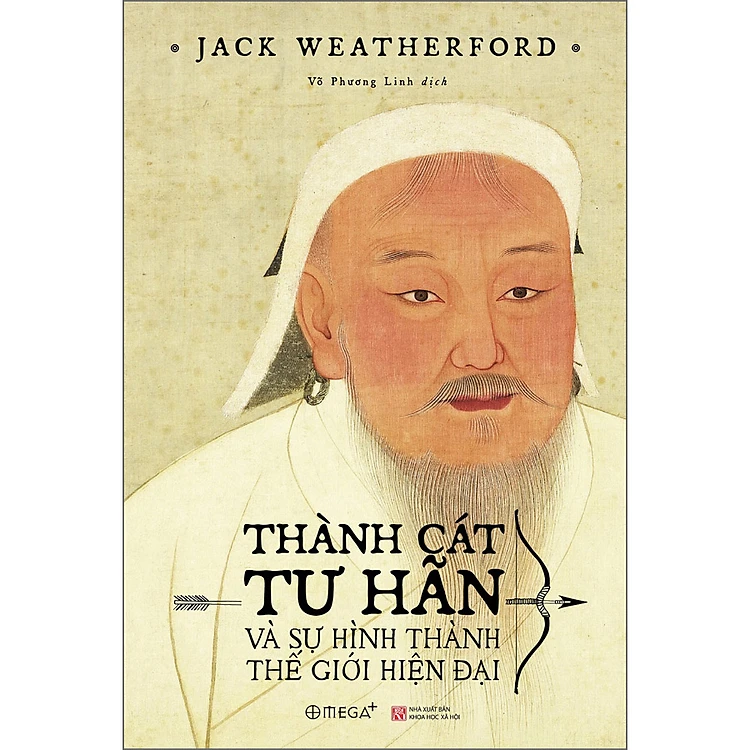 JACK WEATHERFORD
Võ Phương Linh dịch
THÀNH CÁT
TƯ HÃN
VÀ SỰ HÌNH THÀNH
THẾ GIỚI HIỆN ĐẠI
OMEGA+
NHÀ XUẤT BẢN
KHOA HỌC XÃ HỘI